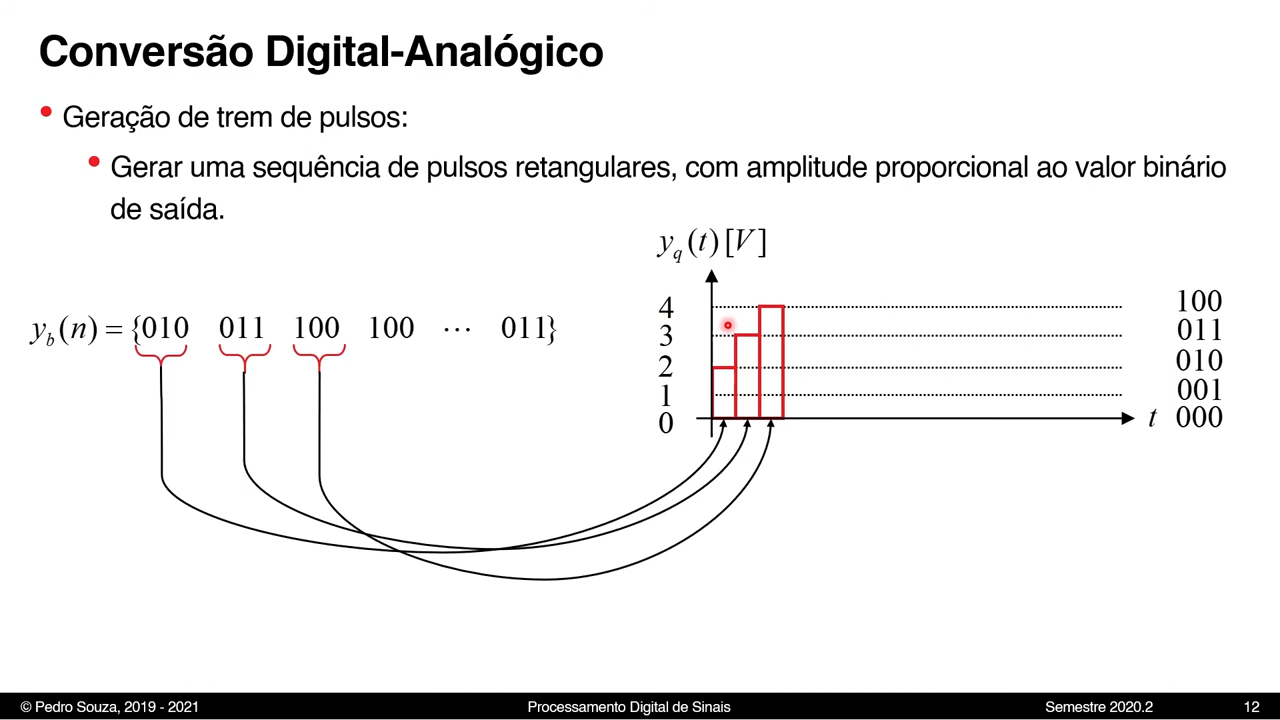 Conversão Digital-Analógico
• Geração de trem de pulsos:
• Gerar uma sequência de pulsos retangulares, com amplitude proporcional ao valor binário
de saída.
y_q(t)[V]
y_b(n) = {010 011 100 100 ⋯ 011}
4 100
3 011
2 010
1 001
0 t 000
© Pedro Souza, 2019 - 2021 Processamento Digital de Sinais Semestre 2020.2 12